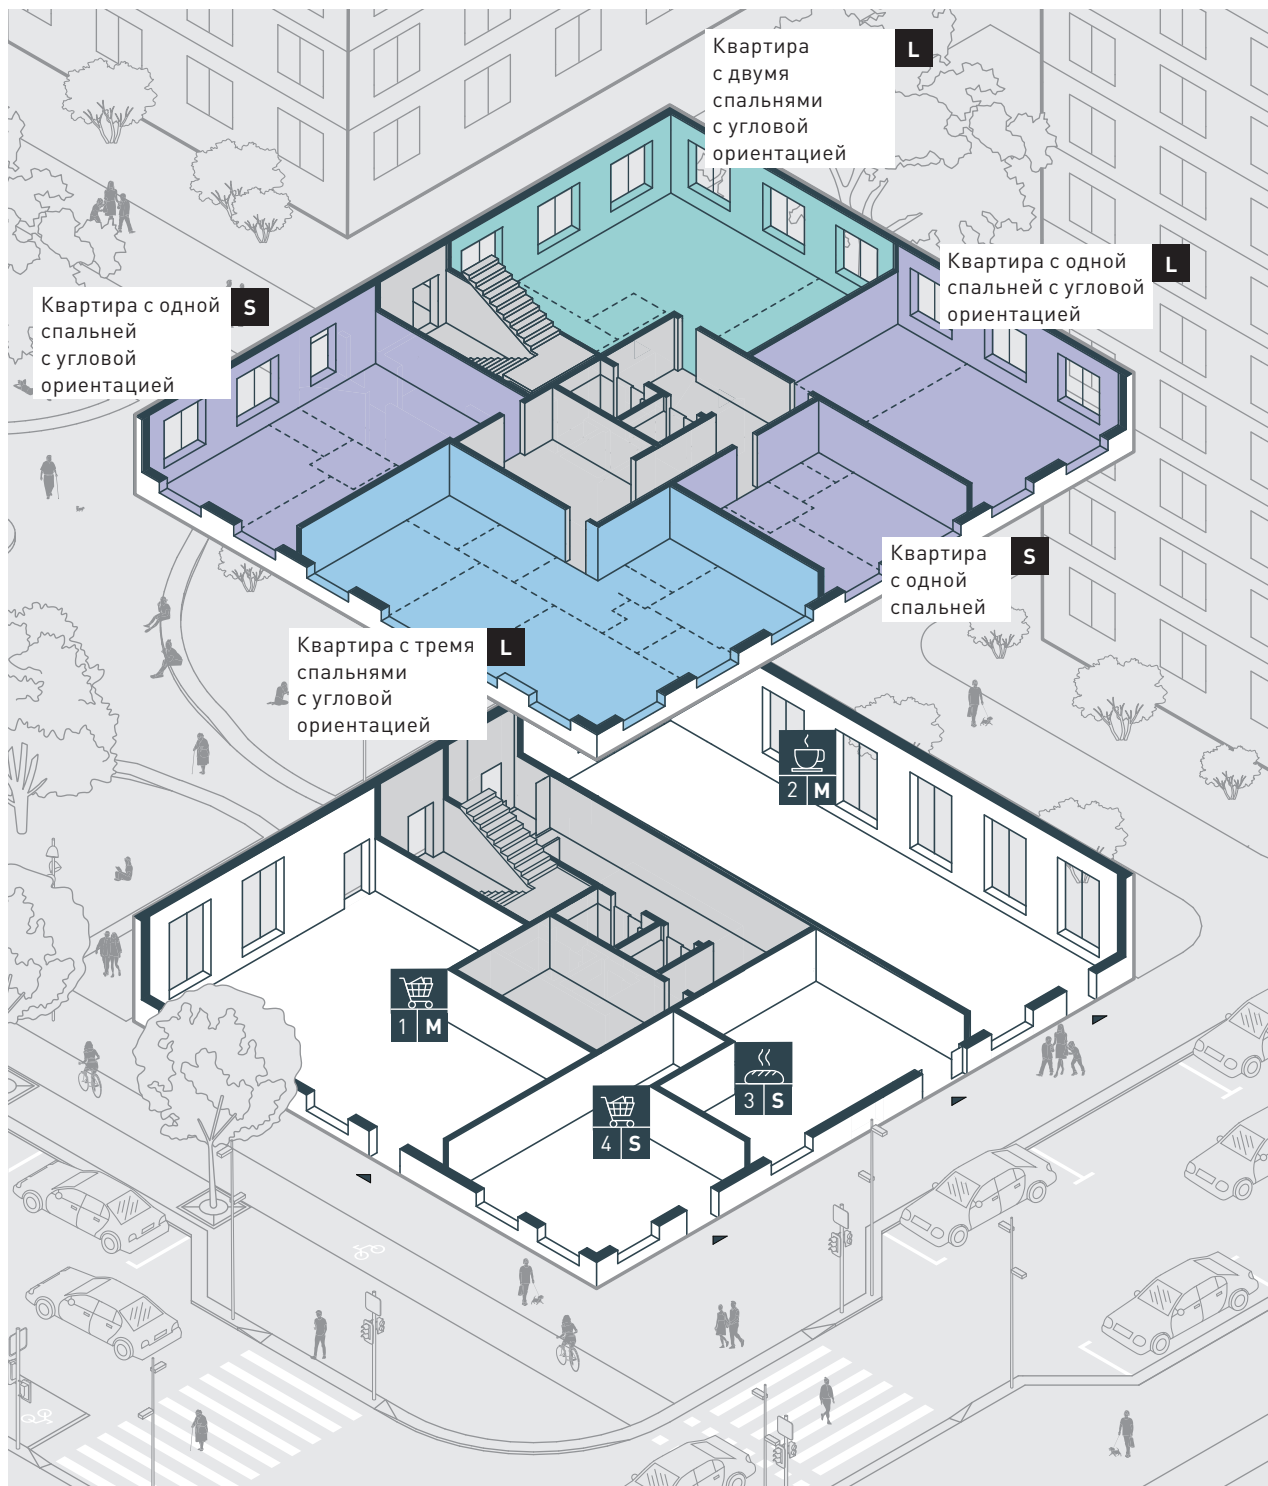 Квартира
с двумя
спальнями
с угловой
ориентацией
L
Квартира с одной
спальней с угловой
ориентацией
L
Квартира с одной
спальней
с угловой
ориентацией
S
Квартира
с одной
спальней
S
Квартира с тремя
спальнями
с угловой
ориентацией
L
2 M
1 M
3 S
4 S